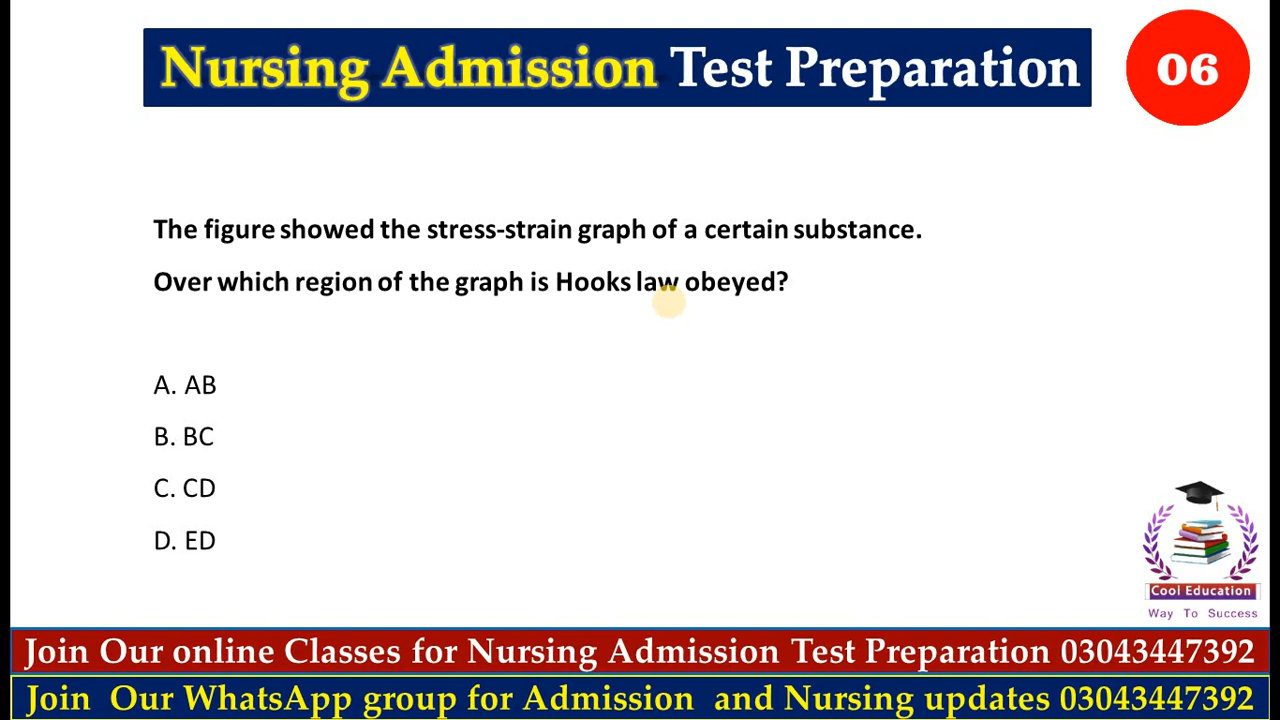 Nursing Admission Test Preparation
06
The figure showed the stress-strain graph of a certain substance.
Over which region of the graph is Hooks law obeyed?
A. AB
B. BC
C. CD
D. ED
Cool Education
Way To Success
Join Our online Classes for Nursing Admission Test Preparation 03043447392
Join Our WhatsApp group for Admission and Nursing updates 03043447392